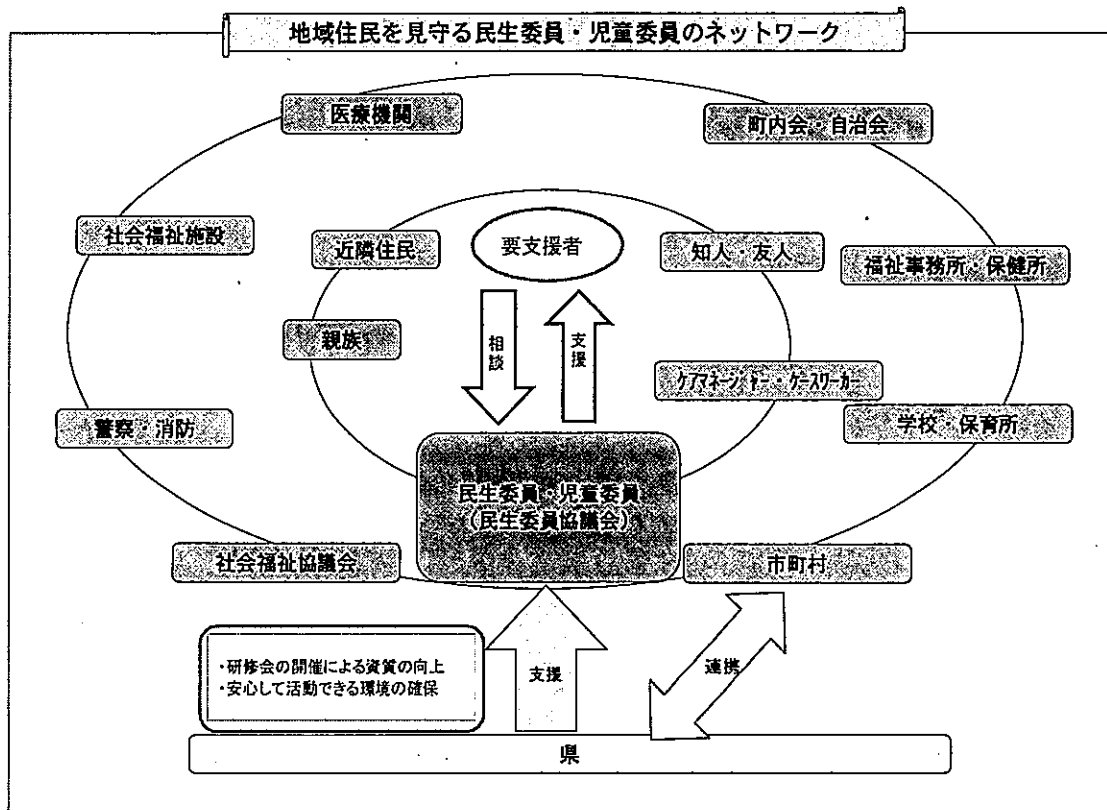 地域住民を見守る民生委員・児童委員のネットワーク
医療機関
町内会・自治会
社会福祉施設
近隣住民
要支援者
知人・友人
福祉事務所・保健所
親族
相談
支援
ケアマネージャー・ケースワーカー
警察・消防
学校・保育所
民生委員・児童委員
(民生委員協議会)
社会福祉協議会
市町村
・研修会の開催による資質の向上
・安心して活動できる環境の確保
支援
連携
県